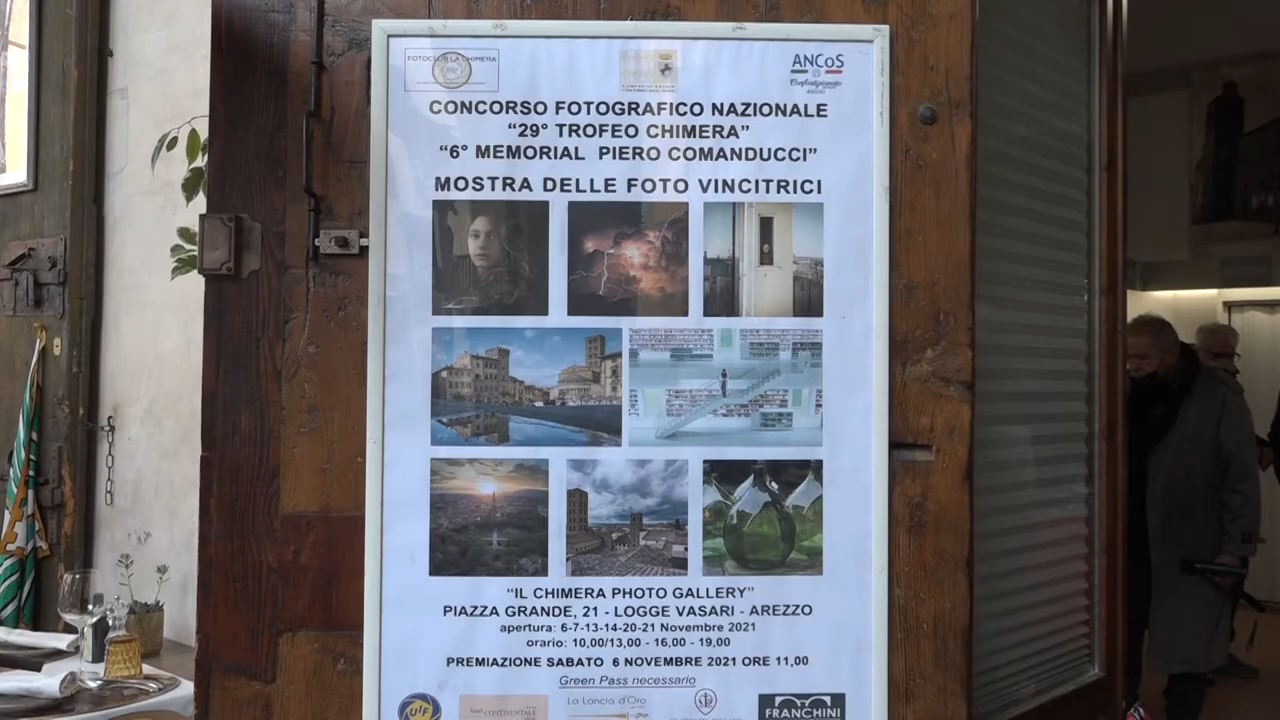 FOTOCLUB LA CHIMERA
ANCoS
Confartigianato
CONCORSO FOTOGRAFICO NAZIONALE
“29° TROFEO CHIMERA”
“6° MEMORIAL PIERO COMANDUCCI”
MOSTRA DELLE FOTO VINCITRICI
“IL CHIMERA PHOTO GALLERY”
PIAZZA GRANDE, 21 - LOGGE VASARI - AREZZO
apertura: 6-7-13-14-20-21 Novembre 2021
orario: 10,00/13,00 - 16,00 - 19,00
PREMIAZIONE SABATO 6 NOVEMBRE 2021 ORE 11,00
Green Pass necessario
UIF
hotel CONTINENTALE
La Lancia d'Oro
FRANCHINI